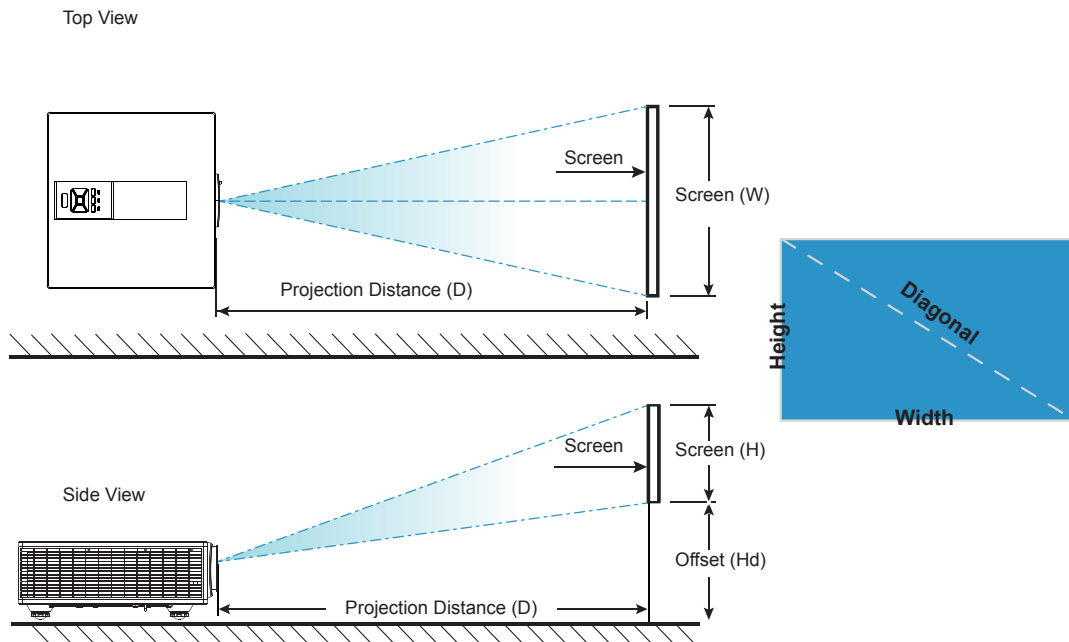 Top View
Screen
Screen (W)
Projection Distance (D)
Height
Diagonal
Width
Screen
Screen (H)
Side View
Offset (Hd)
Projection Distance (D)